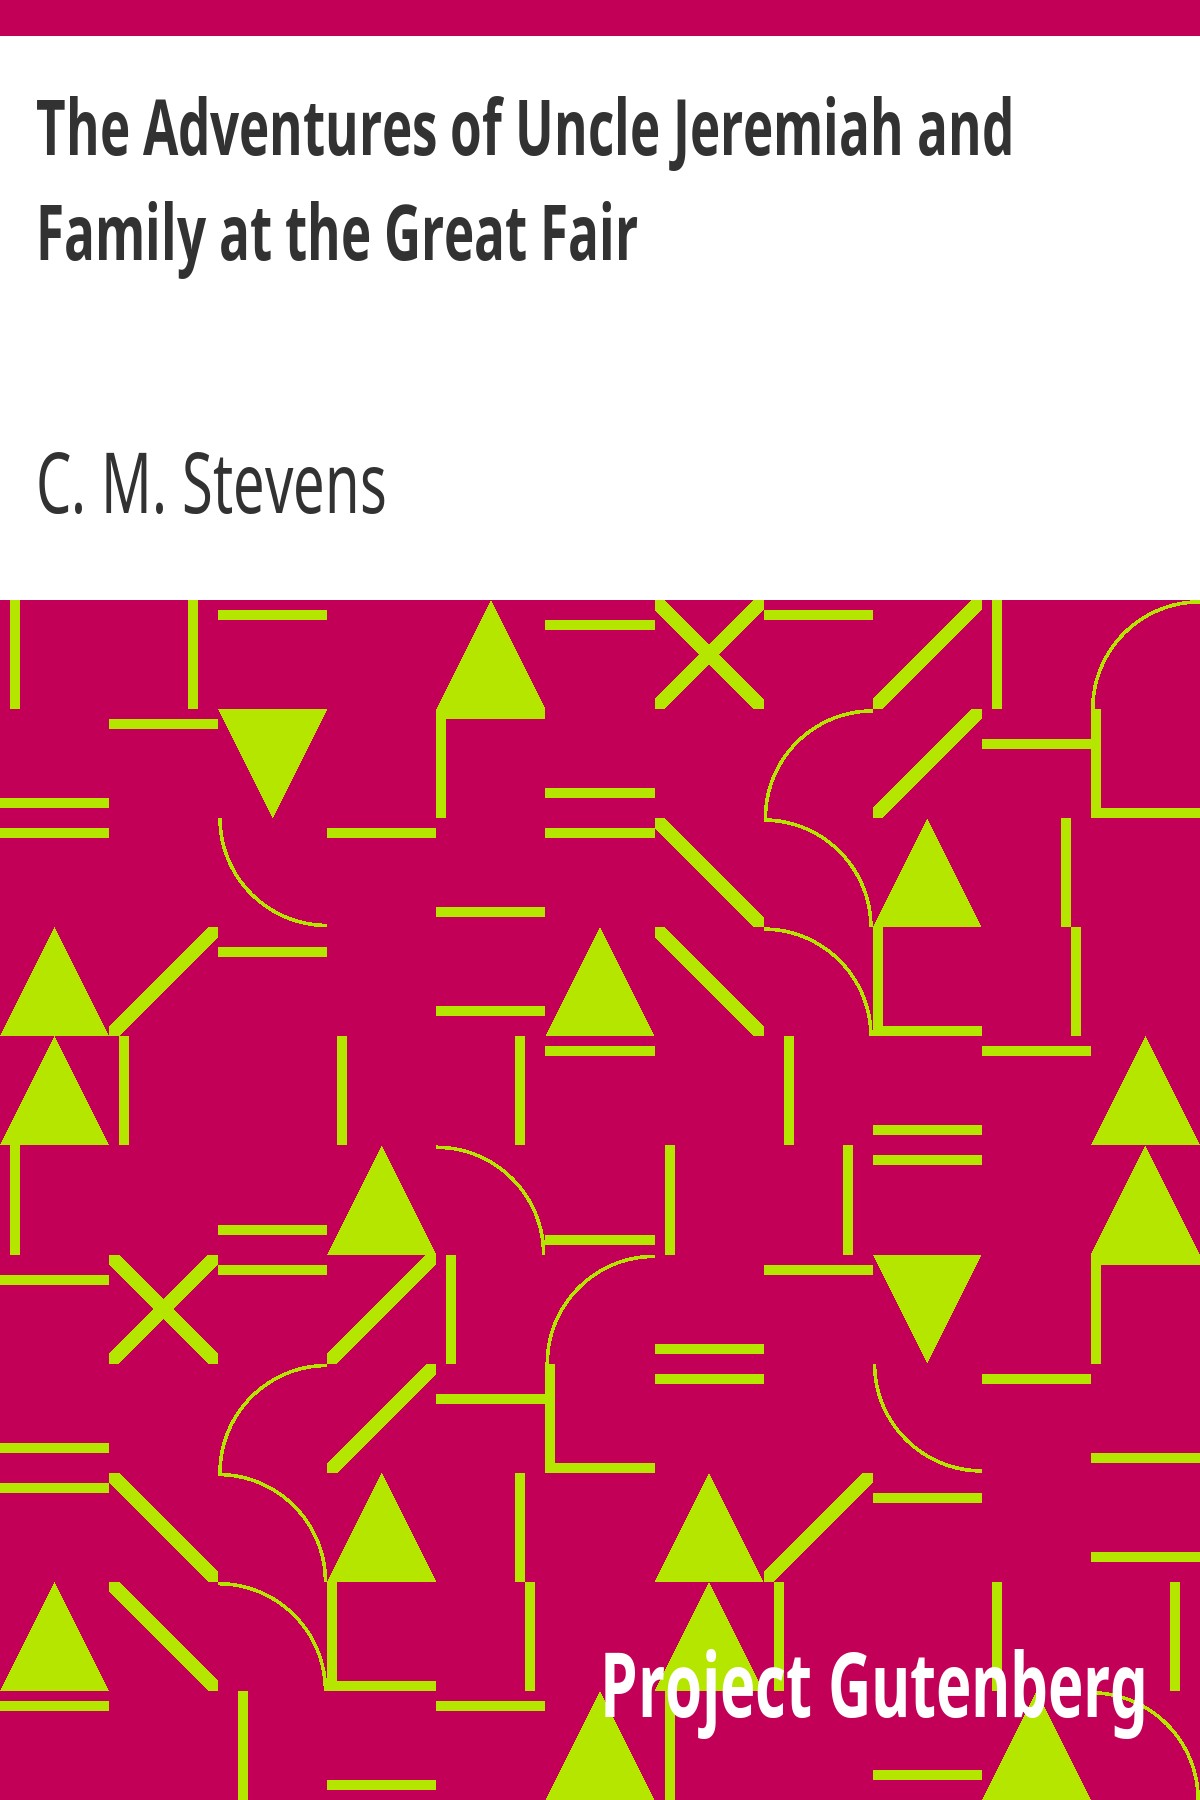 The Adventures of Uncle Jeremiah and
Family at the Great Fair
C. M. Stevens
Project Gutenberg